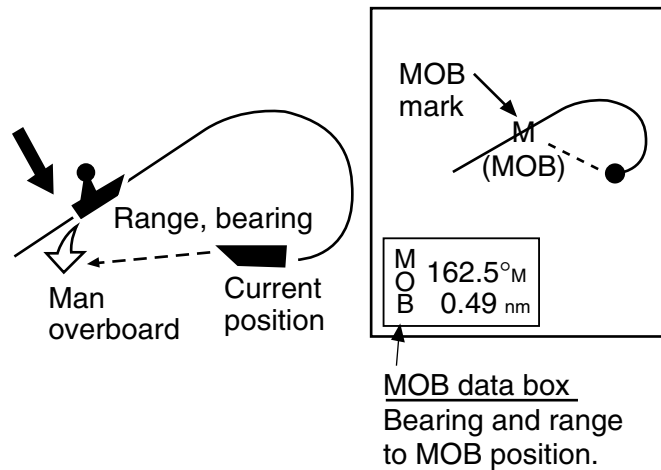 Range, bearing
Man
overboard
Current
position
MOB
mark
M
(MOB)
MOB
162.5°M
0.49 nm
MOB data box
Bearing and range
to MOB position.